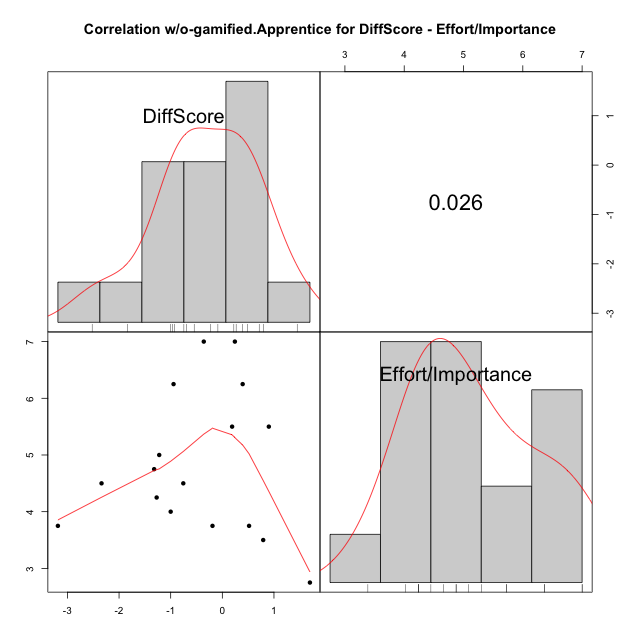 Correlation w/o-gamified.Apprentice for DiffScore - Effort/Importance
3 4 5 6 7
DiffScore
0.026
1
0
-1
-2
-3
Effort/Importance
7
6
5
4
3
-3 -2 -1 0 1